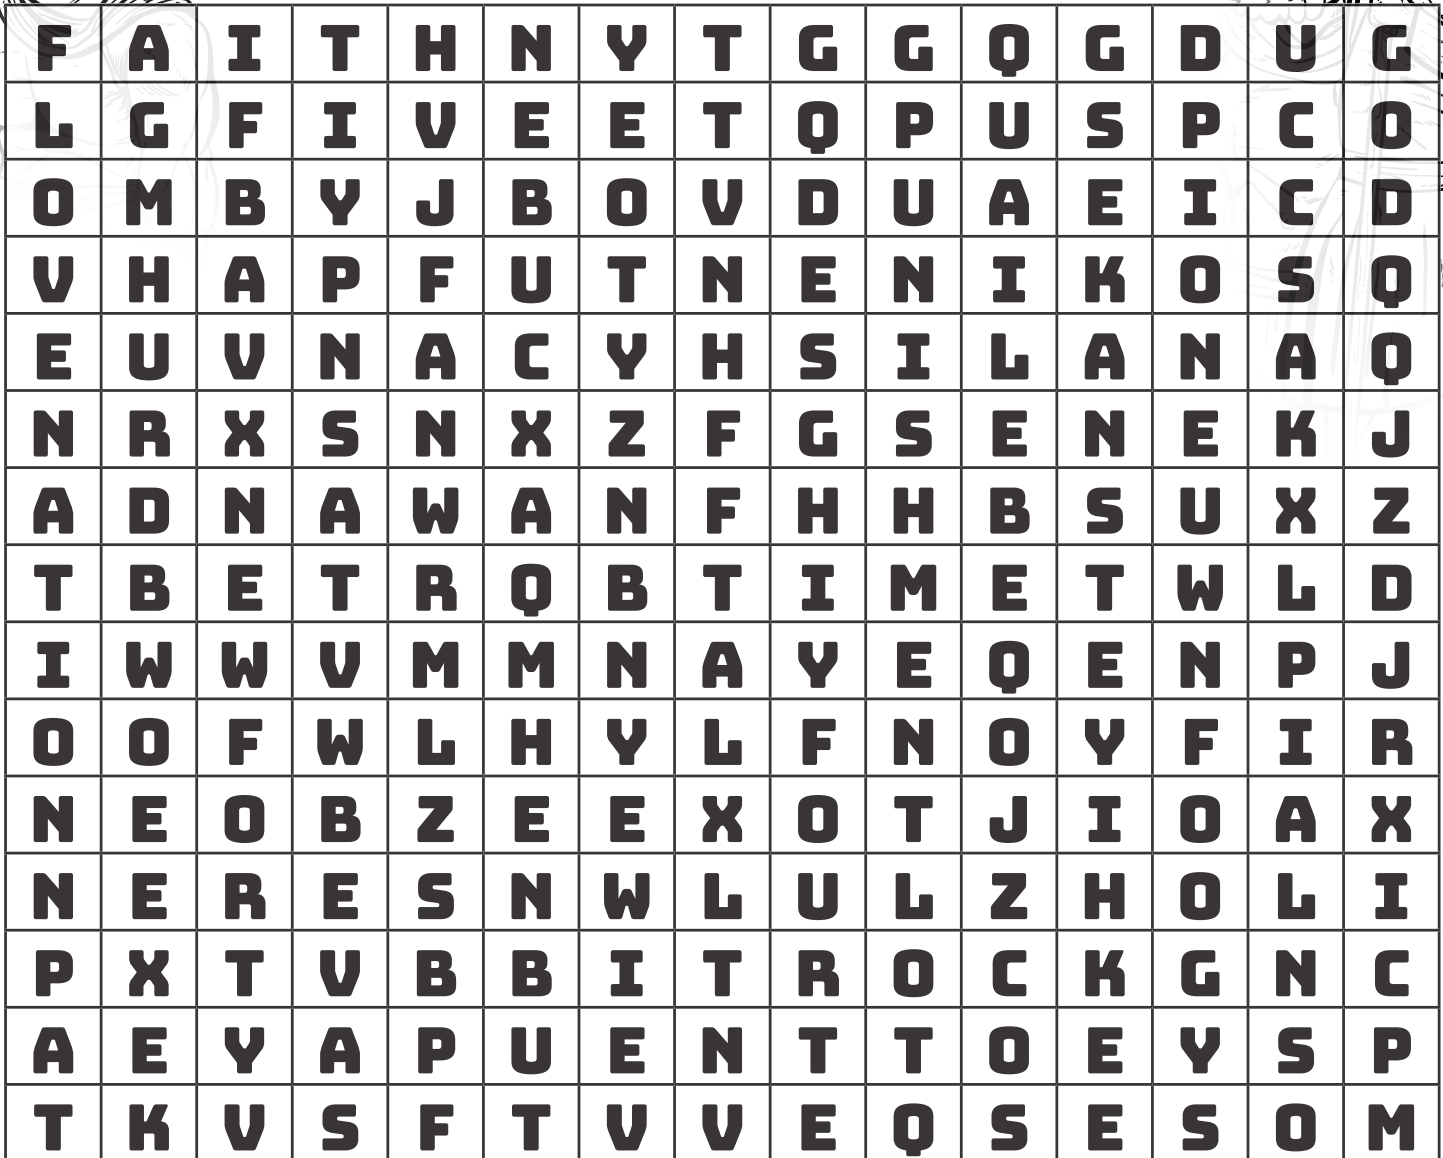 F A I T H N Y T G G Q G D U G
L G F I V E E T Q P U S P C O
O M B Y J B O V D U A E I C D
V H A P F U T N E N I K O S Q
E U V N A C Y H S I L A N A Q
N R X S N X Z F G S E N E K J
A D N A W A N F H H B S U X Z
T B E T R Q B T I M E T W L D
I W W V M M N A Y E Q E N P J
O O F W L H Y L F N O Y F I R
N E O B Z E E X O T J I O A X
N E R E S N W L U L Z H O L I
P X T V B B I T R O C K G N C
A E Y A P U E N T T O E Y S P
T K V S F T V V E Q S E S O M